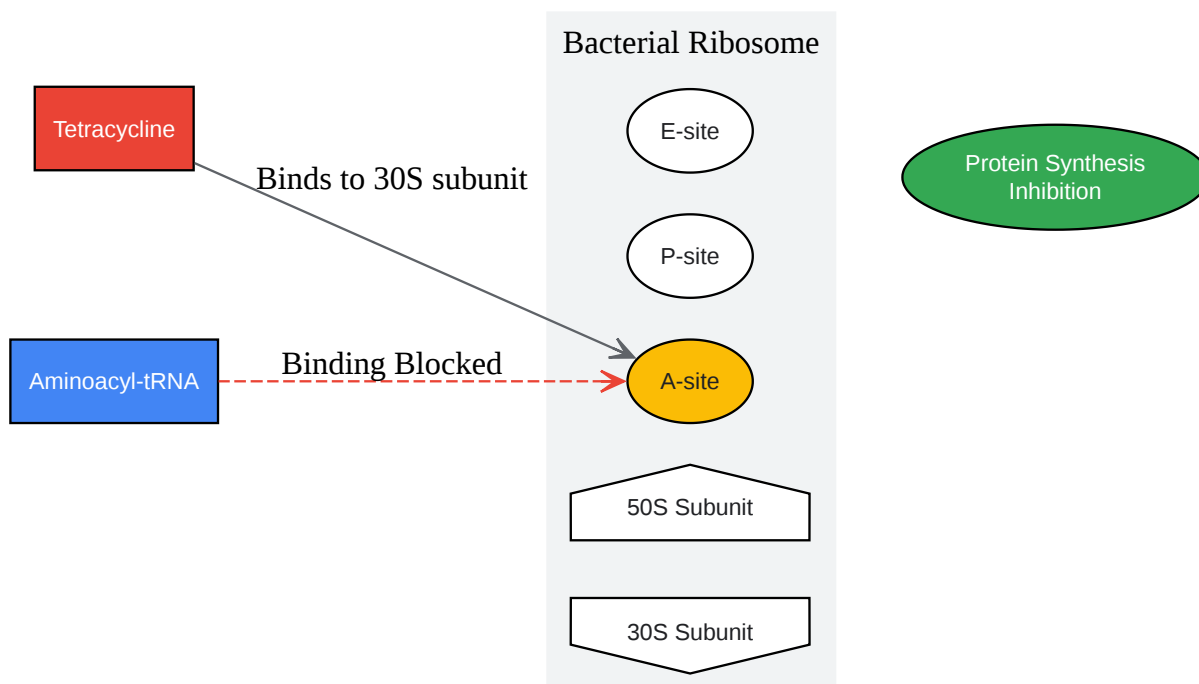 Bacterial Ribosome
Tetracycline
E-site
Protein Synthesis
Inhibition
Binds to 30S subunit
P-site
Aminoacyl-tRNA
Binding Blocked
A-site
50S Subunit
30S Subunit